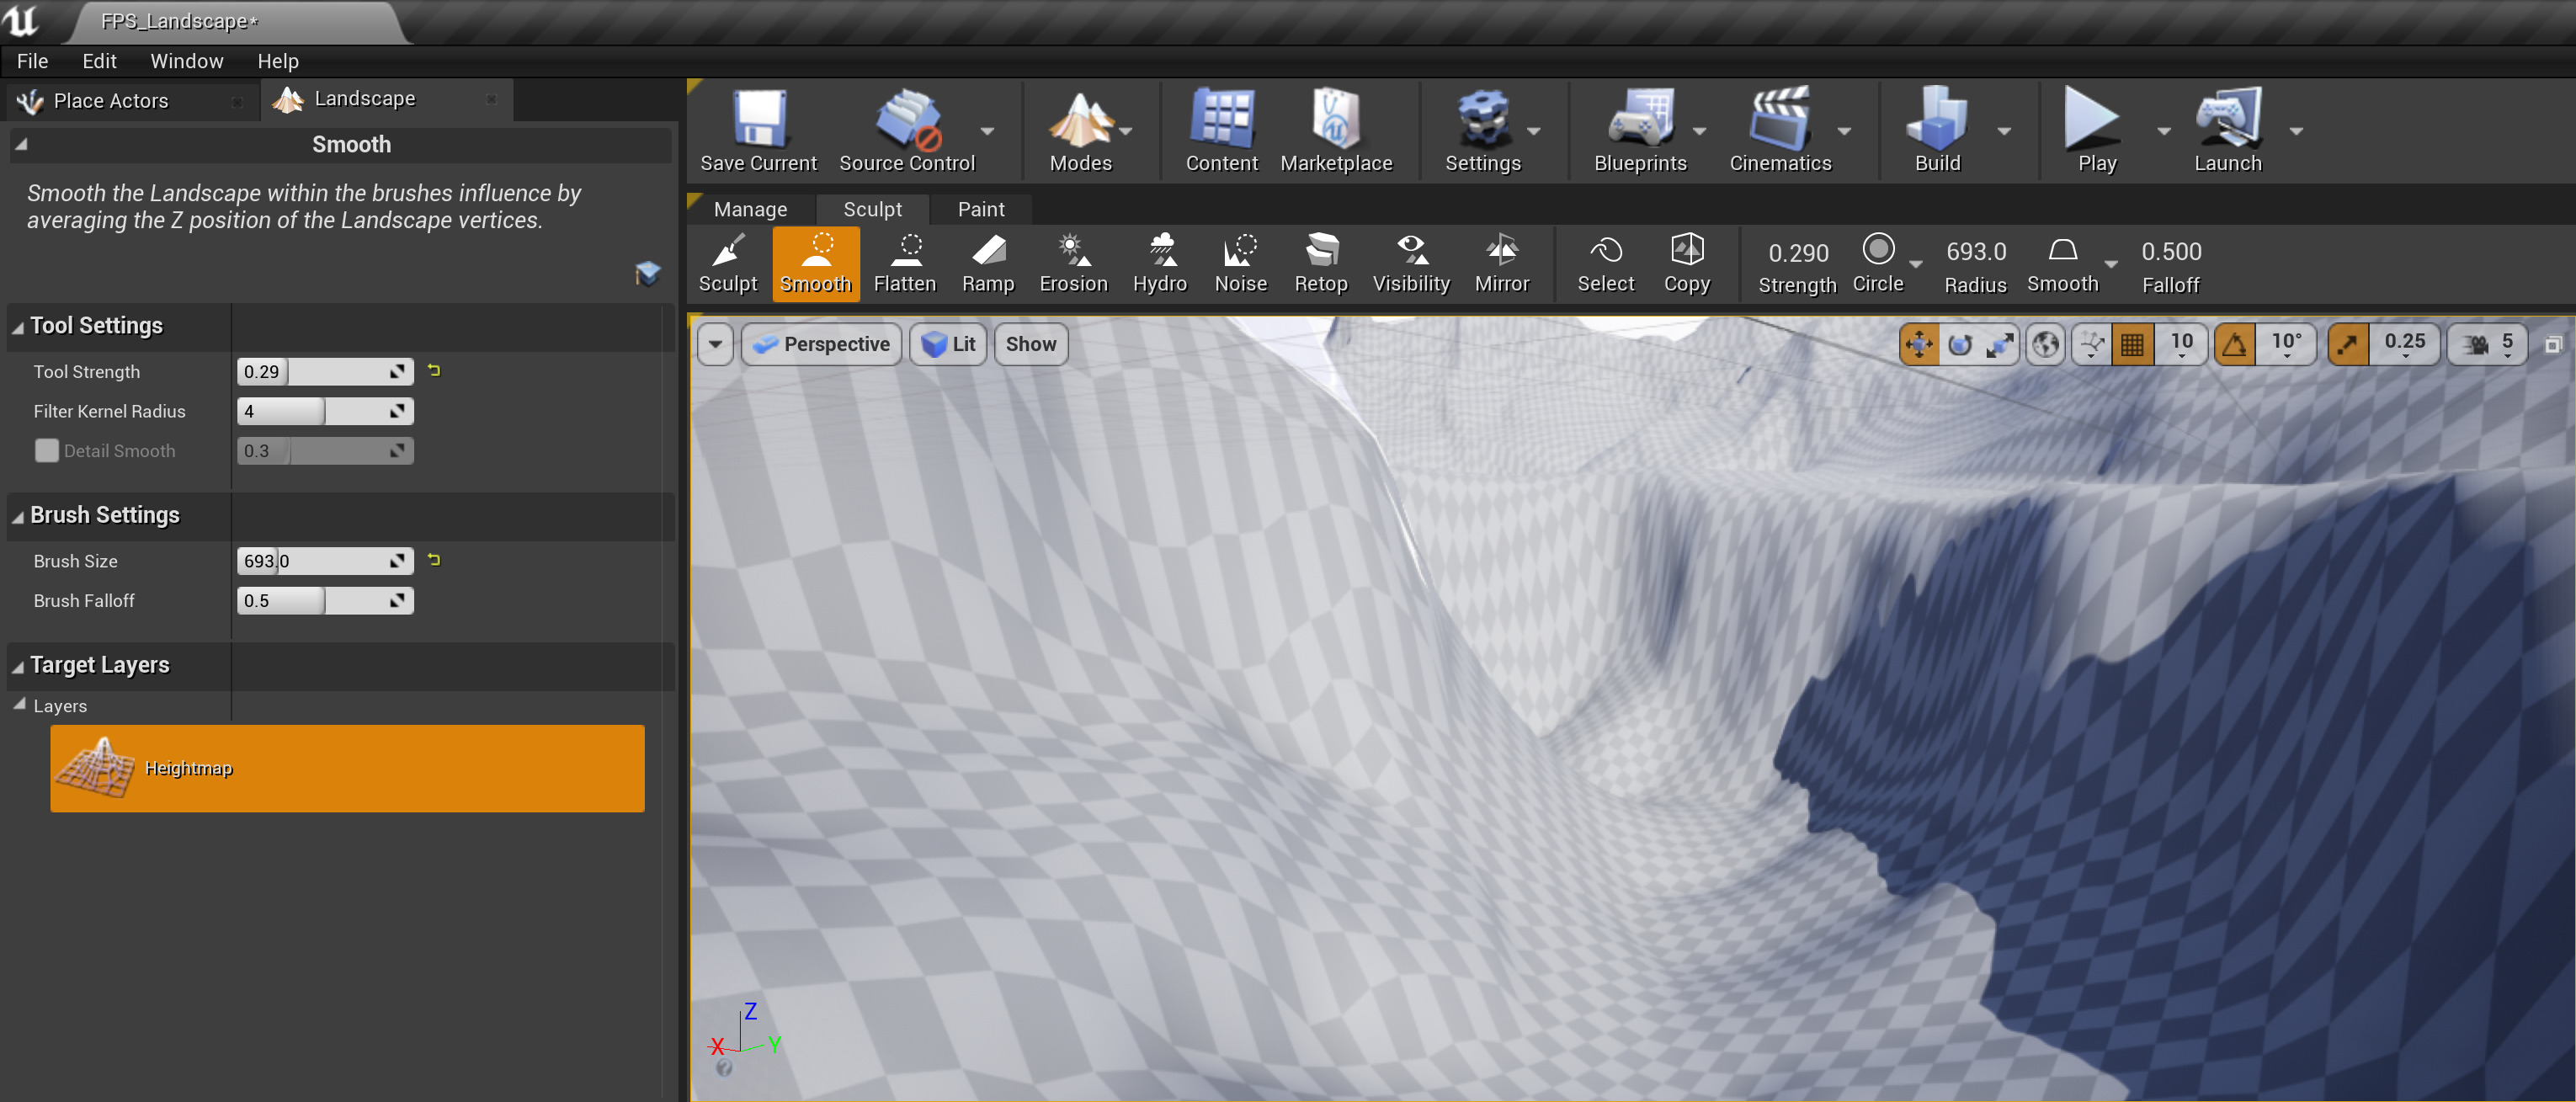 FPS_Landscape*
File Edit Window Help
Place Actors Landscape
Smooth
Smooth the Landscape within the brushes influence by
averaging the Z position of the Landscape vertices.
Tool Settings
Tool Strength 0.29
Filter Kernel Radius 4
Detail Smooth 0.3
Brush Settings
Brush Size 693.0
Brush Falloff 0.5
Target Layers
Layers
Heightmap
Save Current Source Control Modes Content Marketplace Settings Blueprints Cinematics Build Play Launch
Manage Sculpt Paint
Sculpt Smooth Flatten Ramp Erosion Hydro Noise Retop Visibility Mirror Select Copy
0.290 693.0 0.500
Strength Circle Radius Smooth Falloff
Perspective Lit Show 10 10° 0.25 5
Z
X Y
?